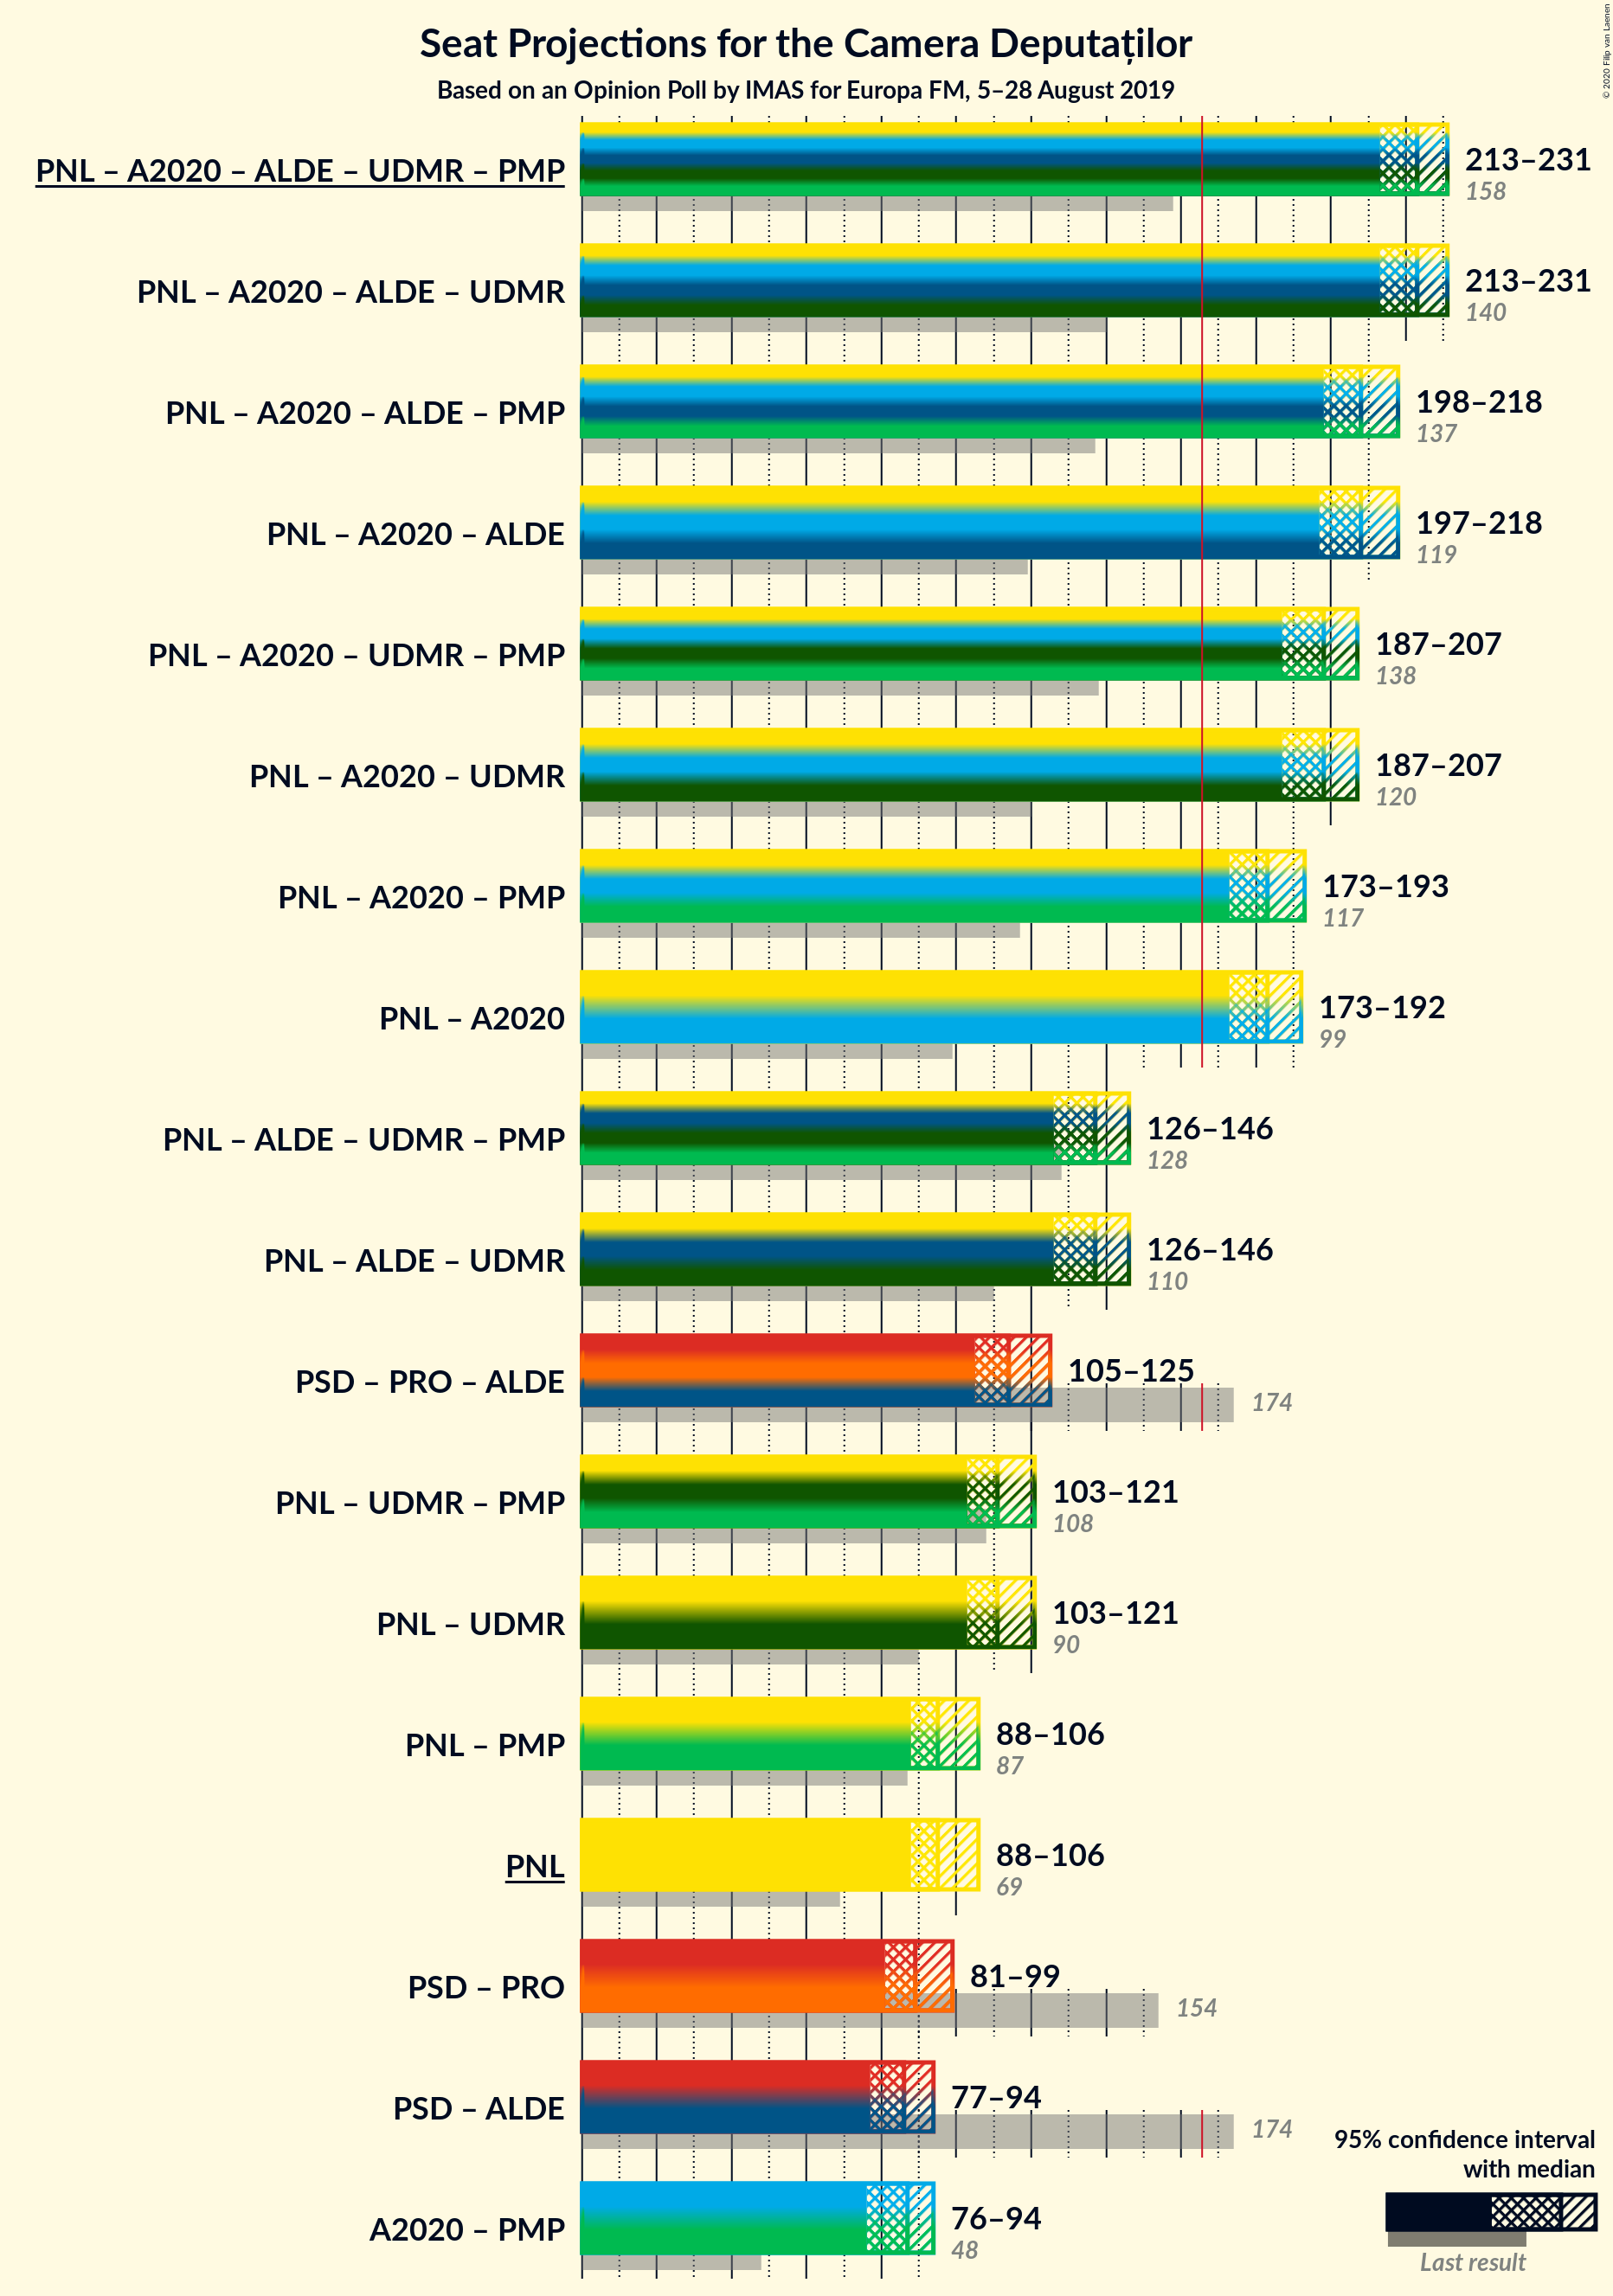 Seat Projections for the Camera Deputaților
Based on an Opinion Poll by IMAS for Europa FM, 5–28 August 2019
© 2020 Filip van Laenen
PNL – A2020 – ALDE – UDMR – PMP
213–231
158
PNL – A2020 – ALDE – UDMR
213–231
140
PNL – A2020 – ALDE – PMP
198–218
137
PNL – A2020 – ALDE
197–218
119
PNL – A2020 – UDMR – PMP
187–207
138
PNL – A2020 – UDMR
187–207
120
PNL – A2020 – PMP
173–193
117
PNL – A2020
173–192
99
PNL – ALDE – UDMR – PMP
126–146
128
PNL – ALDE – UDMR
126–146
110
PSD – PRO – ALDE
105–125
174
PNL – UDMR – PMP
103–121
108
PNL – UDMR
103–121
90
PNL – PMP
88–106
87
PNL
88–106
69
PSD – PRO
81–99
154
PSD – ALDE
77–94
174
A2020 – PMP
76–94
48
95% confidence interval
with median
Last result